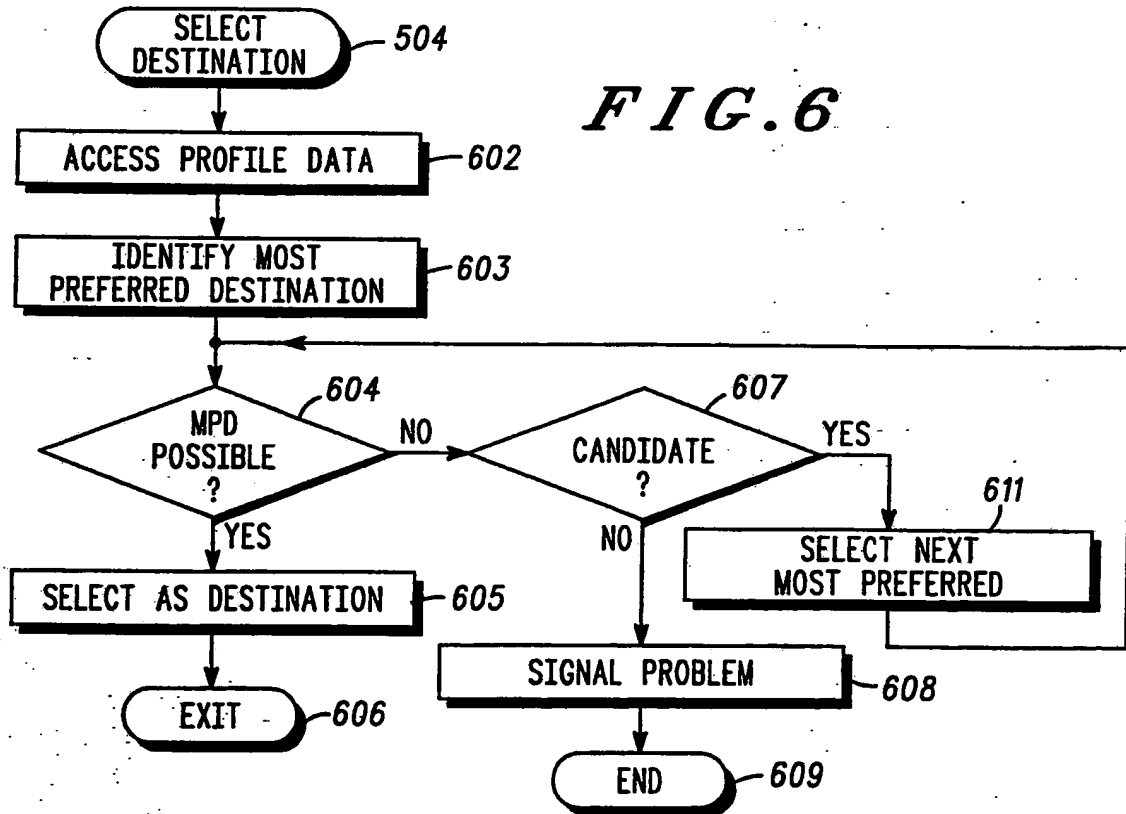 SELECT
DESTINATION
504
FIG.6
ACCESS PROFILE DATA
602
IDENTIFY MOST
PREFERRED DESTINATION
603
604
MPD
POSSIBLE
?
NO
YES
607
CANDIDATE
?
YES
NO
611
SELECT NEXT
MOST PREFERRED
SELECT AS DESTINATION
605
EXIT
606
SIGNAL PROBLEM
608
END
609